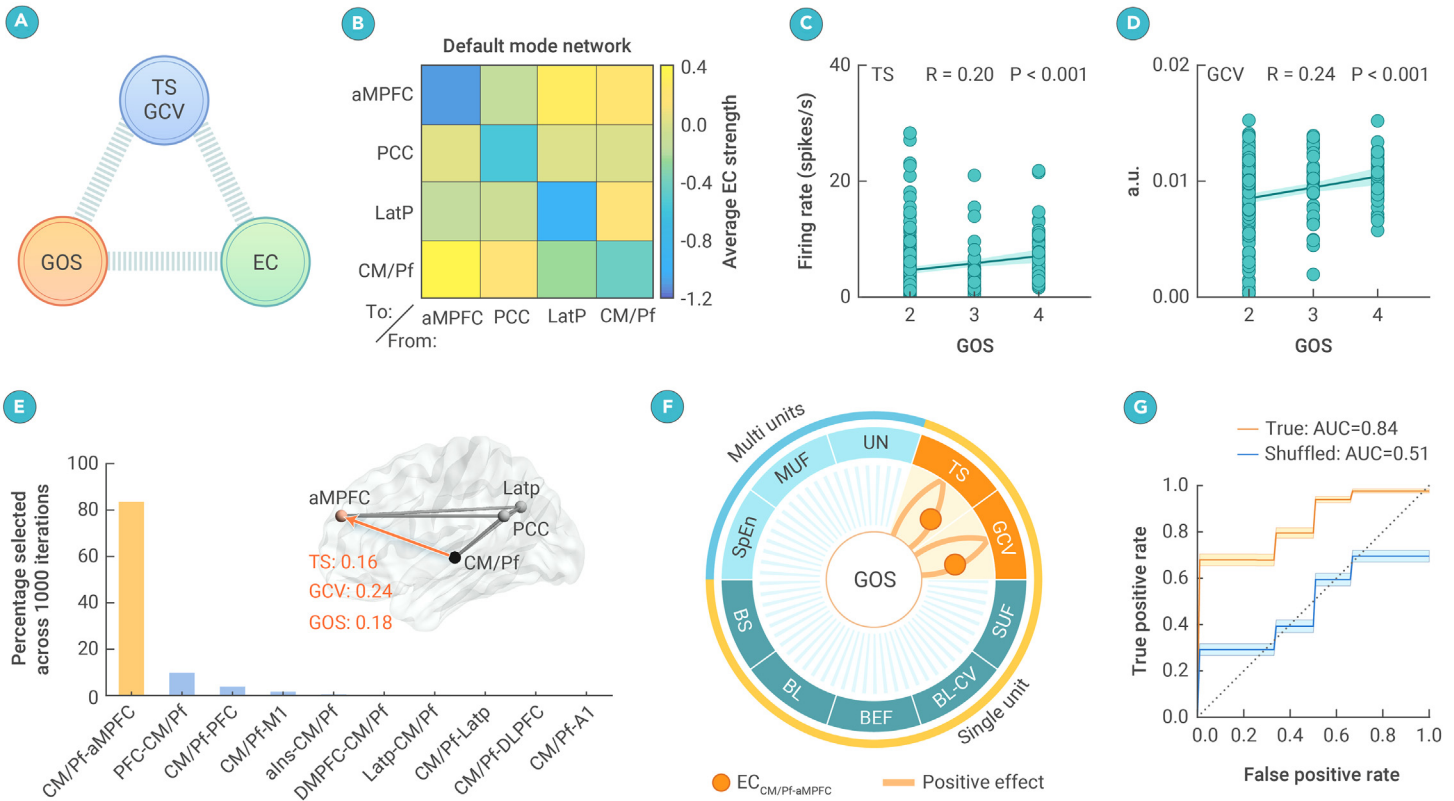 A
TS
GCV
GOS
EC
B
Default mode network
aMPFC
PCC
LatP
CM/Pf
To:
From:
aMPFC PCC LatP CM/Pf
0.4
0.0
-0.4
-0.8
-1.2
Average EC strength
C
TS R = 0.20 P < 0.001
Firing rate (spikes/s)
40
20
0
2 3 4
GOS
D
GCV R = 0.24 P < 0.001
a.u.
0.02
0.01
0.00
2 3 4
GOS
E
Percentage selected
across 1000 iterations
100
80
60
40
20
0
CM/Pf-aMPFC
PFC-CM/Pf
CM/Pf-PFC
CM/Pf-M1
aIns-CM/Pf
DMPFC-CM/Pf
Latp-CM/Pf
CM/Pf-Latp
CM/Pf-DLPFC
CM/Pf-A1
aMPFC
Latp
PCC
CM/Pf
TS: 0.16
GCV: 0.24
GOS: 0.18
F
Multi units
Single unit
UN
TS
GCV
SUF
BL-CV
BEF
BL
BS
SpEn
MUF
GOS
EC CM/Pf-aMPFC
Positive effect
G
True: AUC=0.84
Shuffled: AUC=0.51
True positive rate
1.0
0.8
0.6
0.4
0.2
0.0
0.0 0.2 0.4 0.6 0.8 1.0
False positive rate